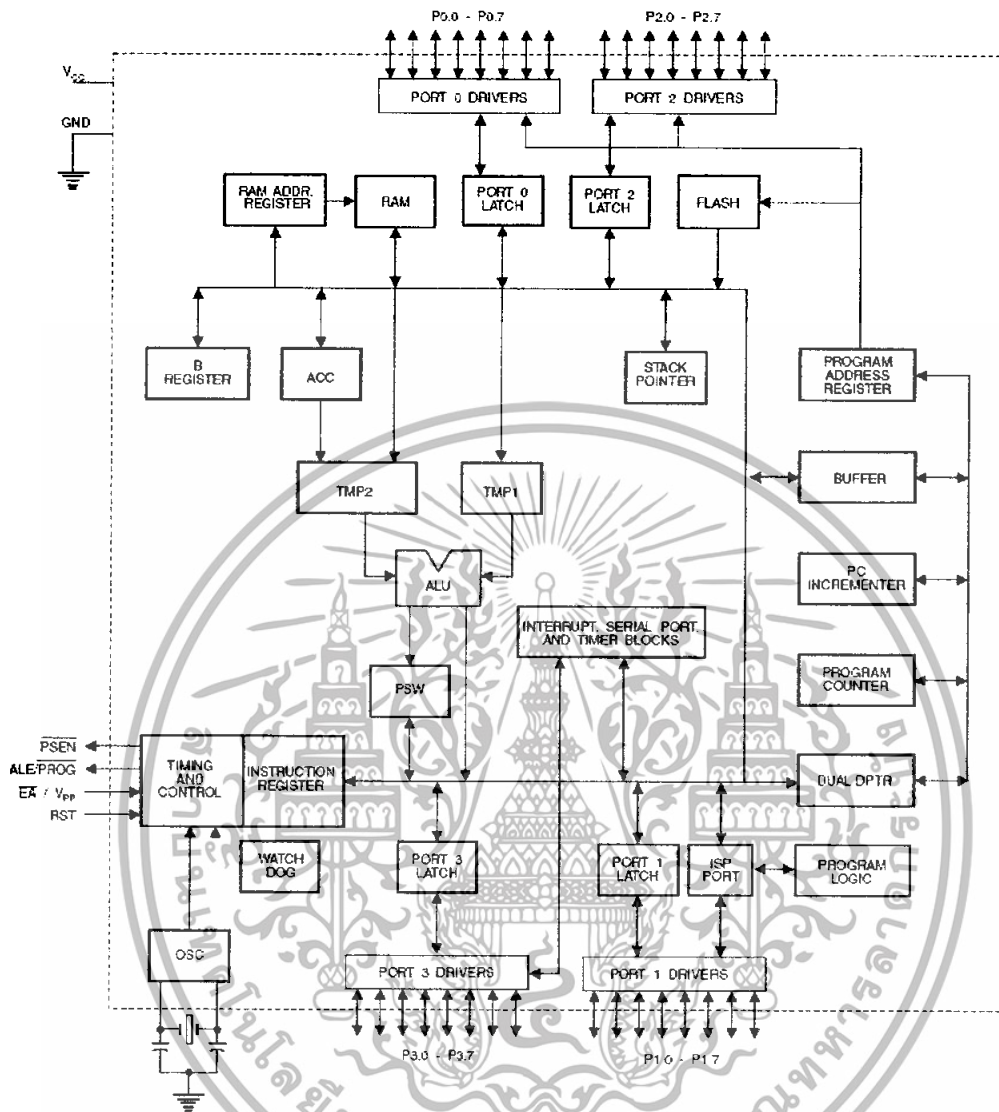 P0.0 - P0.7
P2.0 - P2.7
VCC
PORT 0 DRIVERS
PORT 2 DRIVERS
GND
RAM ADDR.
REGISTER
RAM
PORT 0
LATCH
PORT 2
LATCH
FLASH
B
REGISTER
ACC
STACK
POINTER
PROGRAM
ADDRESS
REGISTER
TMP2
TMP1
BUFFER
ALU
PC
INCREMENTER
INTERRUPT, SERIAL PORT,
AND TIMER BLOCKS
PSW
PROGRAM
COUNTER
PSEN
ALE/PROG
EA / VPP
RST
TIMING
AND
CONTROL
INSTRUCTION
REGISTER
DUAL DPTR
WATCH
DOG
PORT 3
LATCH
PORT 1
LATCH
ISP
PORT
PROGRAM
LOGIC
OSC
PORT 3 DRIVERS
PORT 1 DRIVERS
P3.0 - P3.7
P1.0 - P1.7